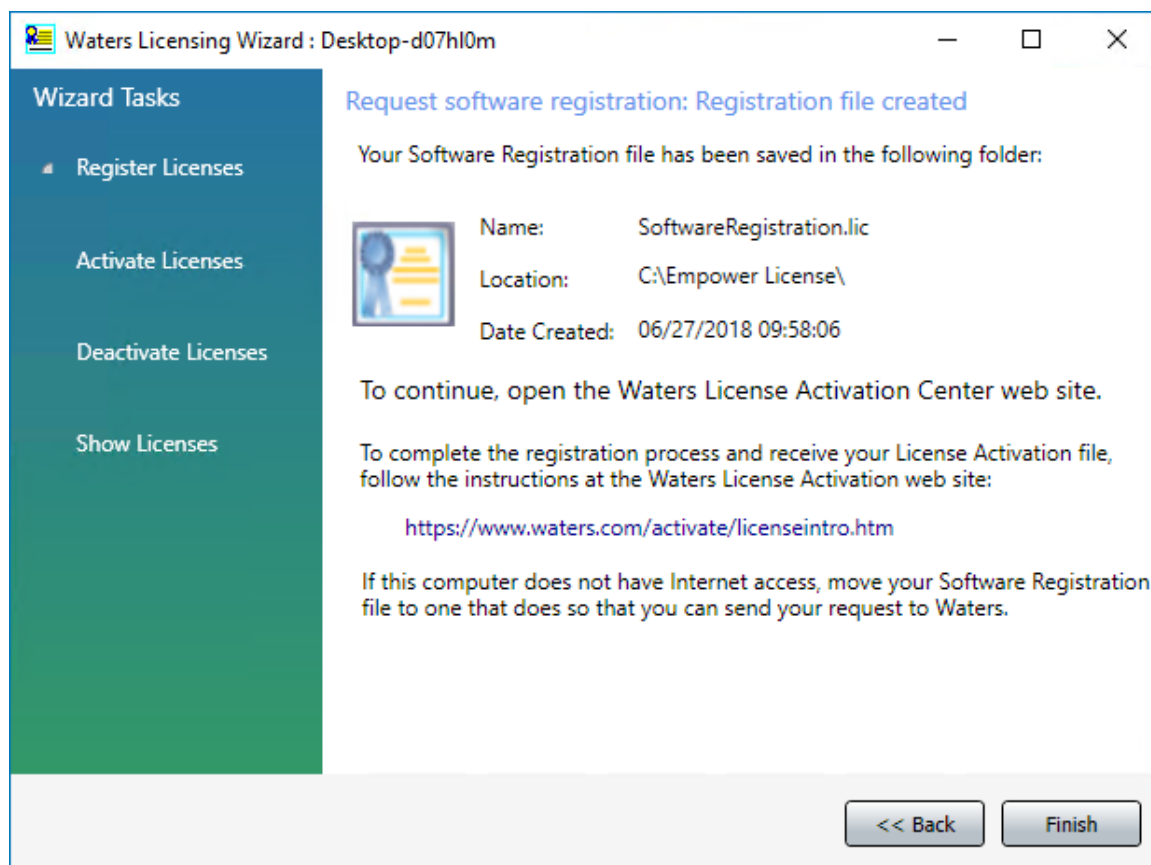 Waters Licensing Wizard : Desktop-d07hl0m
Wizard Tasks
Register Licenses
Activate Licenses
Deactivate Licenses
Show Licenses
Request software registration: Registration file created
Your Software Registration file has been saved in the following folder:
Name: SoftwareRegistration.lic
Location: C:\Empower License\
Date Created: 06/27/2018 09:58:06
To continue, open the Waters License Activation Center web site.
To complete the registration process and receive your License Activation file,
follow the instructions at the Waters License Activation web site:
https://www.waters.com/activate/licenseintro.htm
If this computer does not have Internet access, move your Software Registration
file to one that does so that you can send your request to Waters.
<< Back Finish